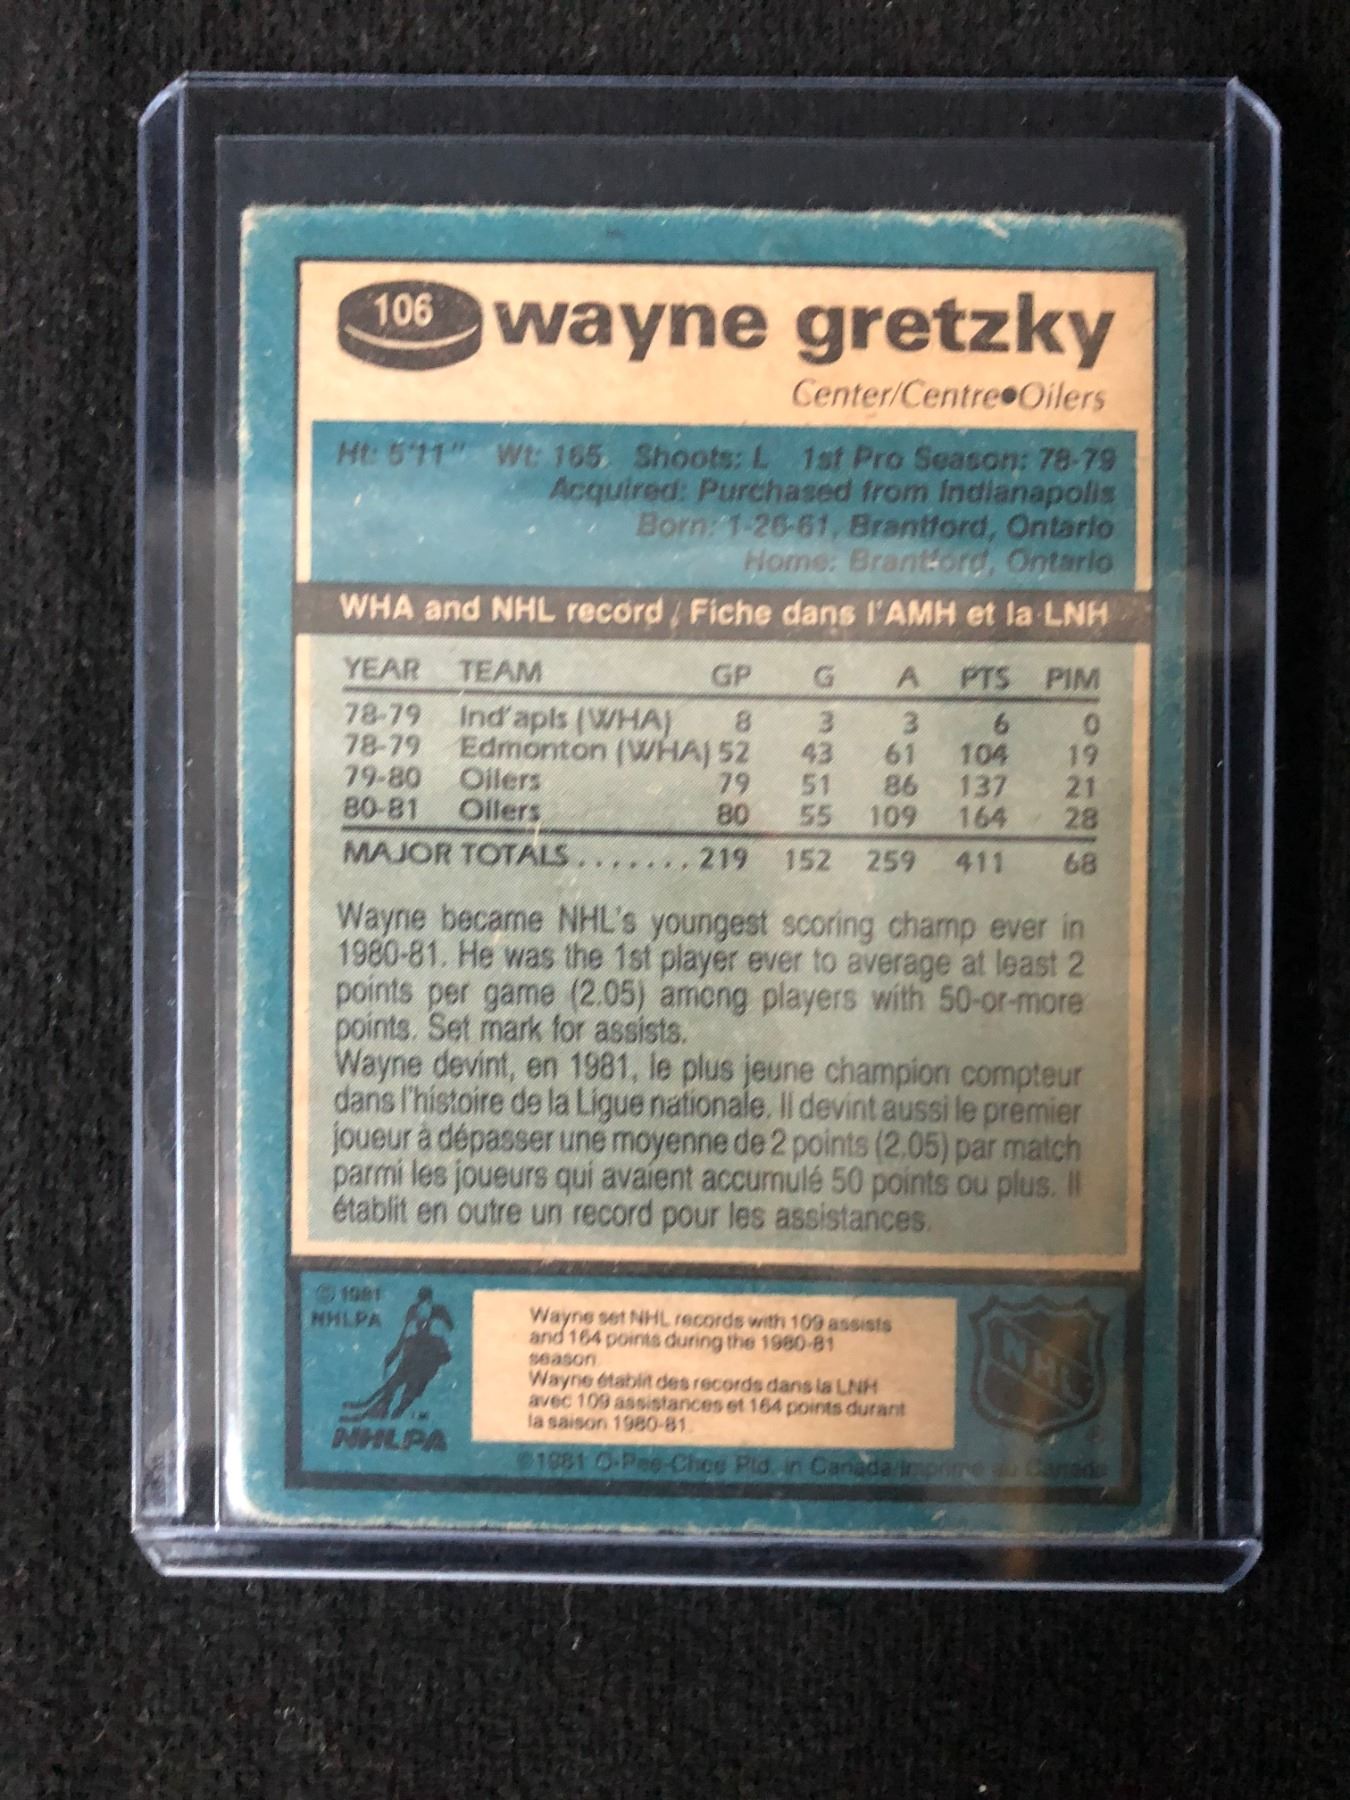 106 wayne gretzky
Center/Centre•Oilers
Ht: 5'11" Wt: 165 Shoots: L 1st Pro Season: 78-79
Acquired: Purchased from Indianapolis
Born: 1-26-61, Brantford, Ontario
Home: Brantford, Ontario
WHA and NHL record / Fiche dans l'AMH et la LNH
YEAR TEAM GP G A PTS PIM
78-79 Ind'apls (WHA) 8 3 3 6 0
78-79 Edmonton (WHA) 52 43 61 104 19
79-80 Oilers 79 51 86 137 21
80-81 Oilers 80 55 109 164 28
MAJOR TOTALS....... 219 152 259 411 68
Wayne became NHL's youngest scoring champ ever in
1980-81. He was the 1st player ever to average at least 2
points per game (2.05) among players with 50-or-more
points. Set mark for assists.
Wayne devint, en 1981, le plus jeune champion compteur
dans l'histoire de la Ligue nationale. Il devint aussi le premier
joueur à dépasser une moyenne de 2 points (2.05) par match
parmi les joueurs qui avaient accumulé 50 points ou plus. Il
établit en outre un record pour les assistances.
© 1981
NHLPA
NHLPA
Wayne set NHL records with 109 assists
and 164 points during the 1980-81
season.
Wayne établit des records dans la LNH
avec 109 assistances et 164 points durant
la saison 1980-81.
NHL
©1981 O-Pee-Chee Ptd. in Canada/Imprimé au Canada